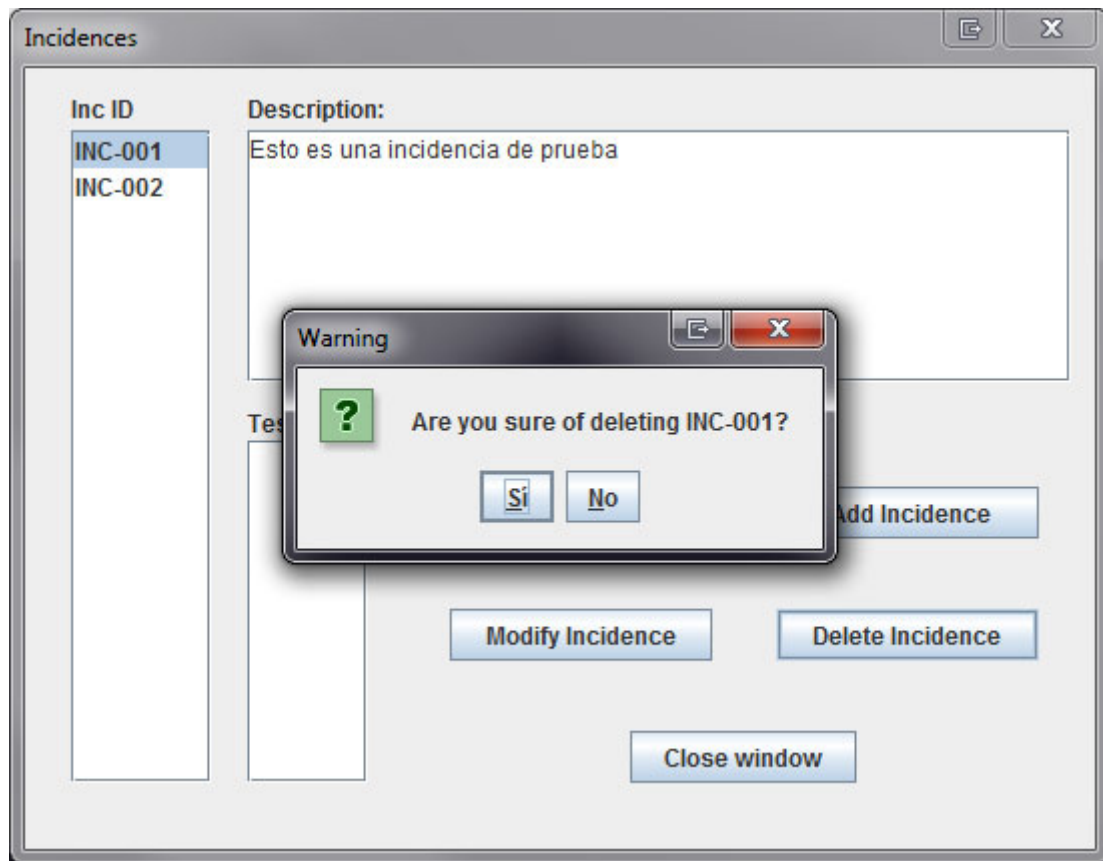 Incidences
Inc ID
Description:
INC-001
INC-002
Esto es una incidencia de prueba
Warning
Are you sure of deleting INC-001?
Sí
No
Add Incidence
Modify Incidence
Delete Incidence
Close window